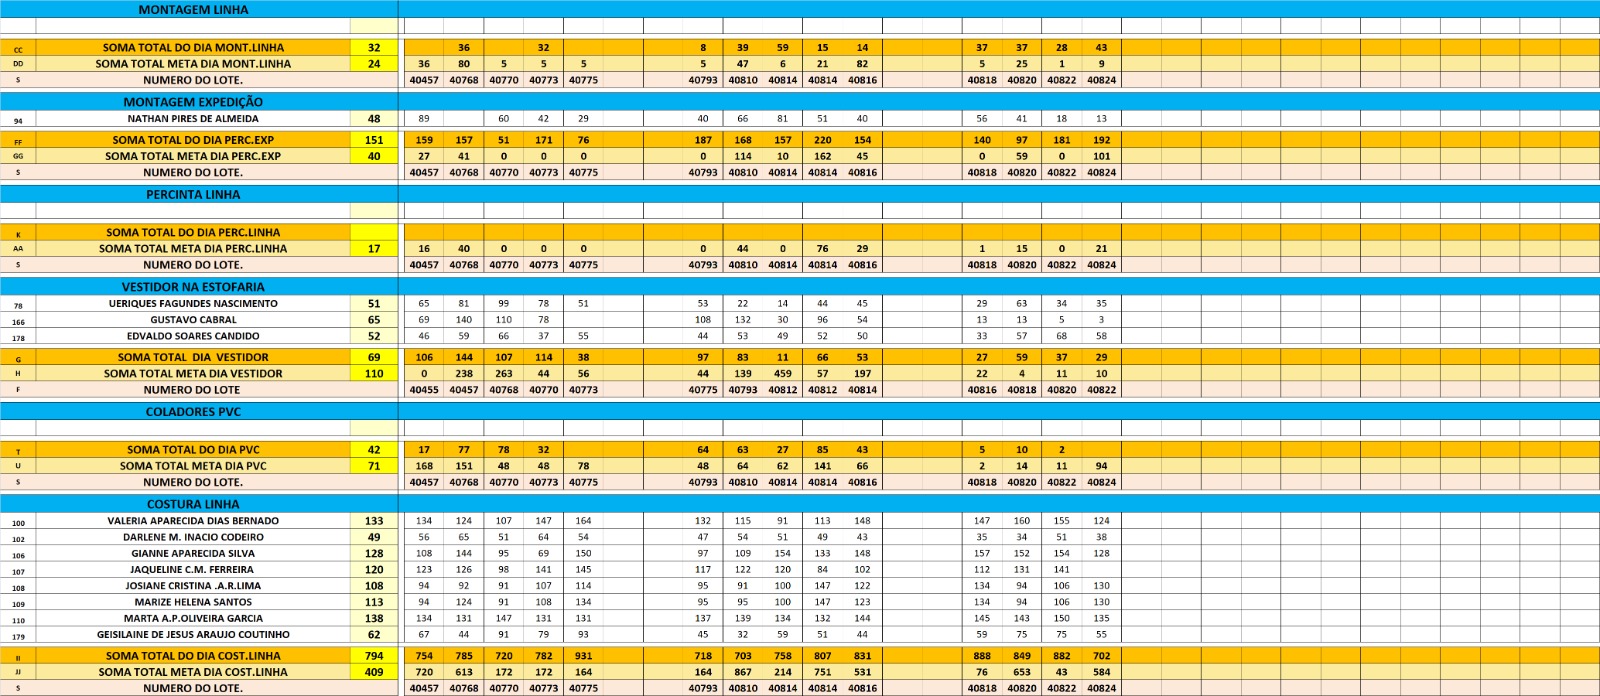 MONTAGEM LINHA
CC SOMA TOTAL DO DIA MONT.LINHA 32 36 32 8 39 59 15 14 37 37 28 43
DD SOMA TOTAL META DIA MONT.LINHA 24 36 80 5 5 5 5 47 6 21 82 5 25 1 9
S NUMERO DO LOTE. 40457 40768 40770 40773 40775 40793 40810 40814 40814 40816 40818 40820 40822 40824
MONTAGEM EXPEDIÇÃO
94 NATHAN PIRES DE ALMEIDA 48 89 60 42 29 40 66 81 51 40 56 41 18 13
FF SOMA TOTAL DO DIA PERC.EXP 151 159 157 51 171 76 187 168 157 220 154 140 97 181 192
GG SOMA TOTAL META DIA PERC.EXP 40 27 41 0 0 0 0 114 10 162 45 0 59 0 101
S NUMERO DO LOTE. 40457 40768 40770 40773 40775 40793 40810 40814 40814 40816 40818 40820 40822 40824
PERCINTA LINHA
K SOMA TOTAL DO DIA PERC.LINHA
AA SOMA TOTAL META DIA PERC.LINHA 17 16 40 0 0 0 0 44 0 76 29 1 15 0 21
S NUMERO DO LOTE. 40457 40768 40770 40773 40775 40793 40810 40814 40814 40816 40818 40820 40822 40824
VESTIDOR NA ESTOFARIA
78 UERIQUES FAGUNDES NASCIMENTO 51 65 81 99 78 51 53 22 14 44 45 29 63 34 35
166 GUSTAVO CABRAL 65 69 140 110 78 108 132 30 96 54 13 13 5 3
178 EDVALDO SOARES CANDIDO 52 46 59 66 37 55 44 53 49 52 50 33 57 68 58
G SOMA TOTAL DIA VESTIDOR 69 106 144 107 114 38 97 83 11 66 53 27 59 37 29
H SOMA TOTAL META DIA VESTIDOR 110 0 238 263 44 56 44 139 459 57 197 22 4 11 10
F NUMERO DO LOTE 40455 40457 40768 40770 40773 40775 40793 40812 40812 40814 40816 40818 40820 40822
COLADORES PVC
T SOMA TOTAL DO DIA PVC 42 17 77 78 32 64 63 27 85 43 5 10 2
U SOMA TOTAL META DIA PVC 71 168 151 48 48 78 48 64 62 141 66 2 14 11 94
S NUMERO DO LOTE. 40457 40768 40770 40773 40775 40793 40810 40814 40814 40816 40818 40820 40822 40824
COSTURA LINHA
100 VALERIA APARECIDA DIAS BERNADO 133 134 124 107 147 164 132 115 91 113 148 147 160 155 124
102 DARLENE M. INACIO CODEIRO 49 56 65 51 64 54 47 54 51 49 43 35 34 51 38
106 GIANNE APARECIDA SILVA 128 108 144 95 69 150 97 109 154 133 148 157 152 154 128
107 JAQUELINE C.M. FERREIRA 120 123 126 98 141 145 117 122 120 84 102 112 131 141
108 JOSIANE CRISTINA .A.R.LIMA 108 94 92 91 107 114 95 91 100 147 122 134 94 106 130
109 MARIZE HELENA SANTOS 113 94 124 91 108 134 95 95 100 147 123 134 94 106 130
110 MARTA A.P.OLIVEIRA GARCIA 138 134 131 147 131 131 137 139 134 132 144 145 143 150 135
179 GEISILAINE DE JESUS ARAUJO COUTINHO 62 67 44 91 79 93 45 32 59 51 44 59 75 75 55
II SOMA TOTAL DO DIA COST.LINHA 794 754 785 720 782 931 718 703 758 807 831 888 849 882 702
JJ SOMA TOTAL META DIA COST.LINHA 409 720 613 172 172 164 164 867 214 751 531 76 653 43 584
S NUMERO DO LOTE. 40457 40768 40770 40773 40775 40793 40810 40814 40814 40816 40818 40820 40822 40824